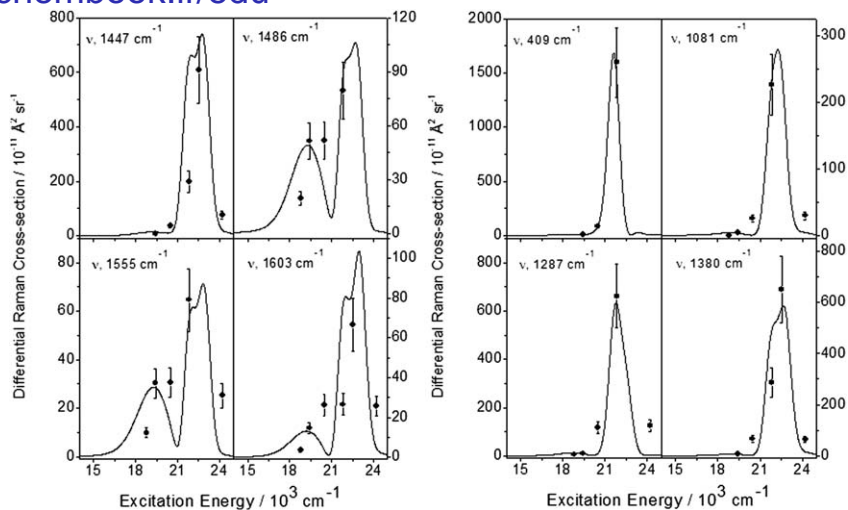 800
600
400
200
0
ν, 1447 cm⁻¹
ν, 1486 cm⁻¹
120
90
60
30
0
80
60
40
20
0
ν, 1555 cm⁻¹
ν, 1603 cm⁻¹
100
80
60
40
20
0
15 18 21 24 15 18 21 24
Differential Raman Cross-section / 10⁻¹¹ Å² sr⁻¹
Excitation Energy / 10³ cm⁻¹
2000
1500
1000
500
0
ν, 409 cm⁻¹
ν, 1081 cm⁻¹
300
200
100
0
800
600
400
200
0
ν, 1287 cm⁻¹
ν, 1380 cm⁻¹
800
600
400
200
0
15 18 21 24 15 18 21 24
Differential Raman Cross-section / 10⁻¹¹ Å² sr⁻¹
Excitation Energy / 10³ cm⁻¹